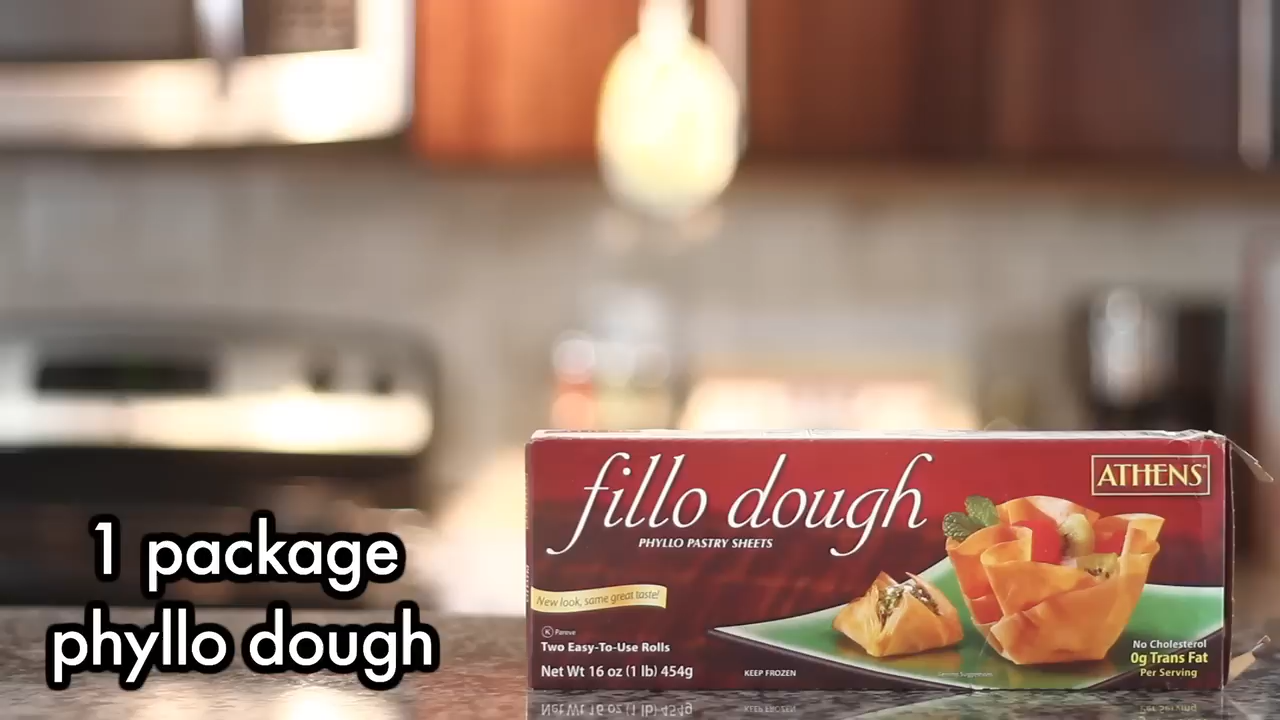 fillo dough
ATHENS
PHYLLO PASTRY SHEETS
New look, same great taste!
K Pareve
Two Easy-To-Use Rolls
Net Wt 16 oz (1 lb) 454g
KEEP FROZEN
No Cholesterol
0g Trans Fat
Per Serving
1 package
phyllo dough